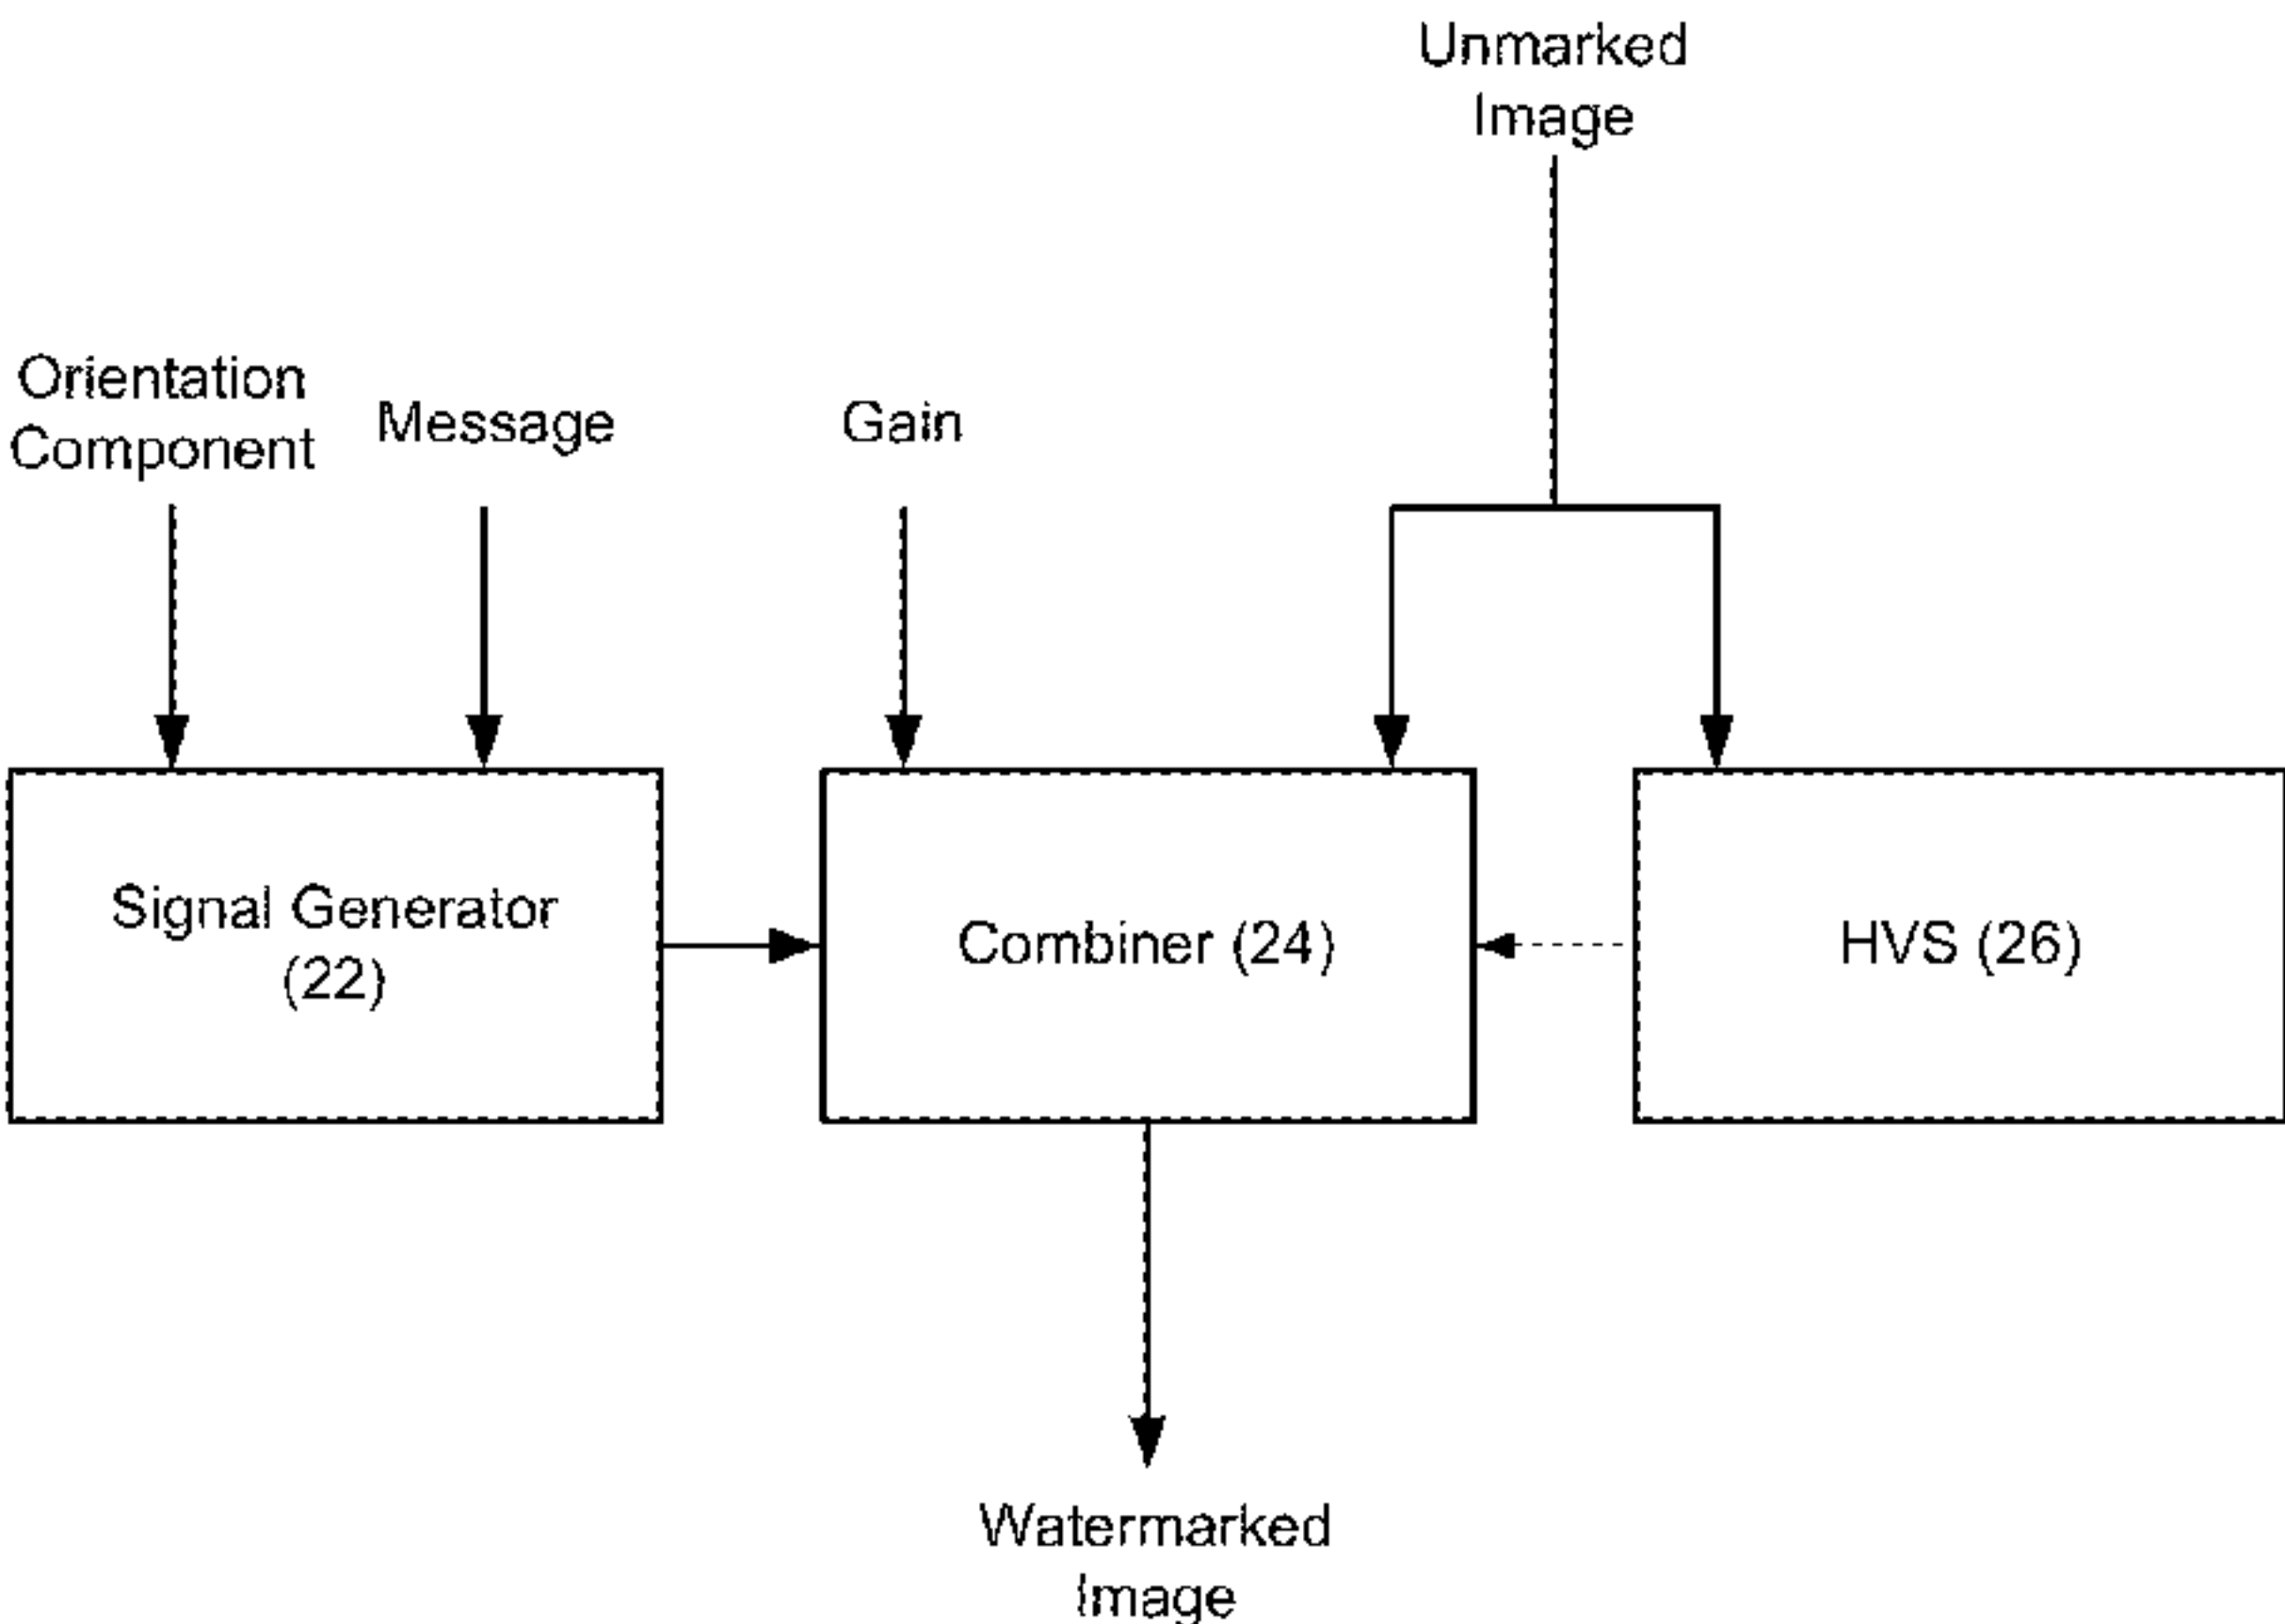 Unmarked
Image
Orientation
Component
Message
Gain
Signal Generator
(22)
Combiner (24)
HVS (26)
Watermarked
Image